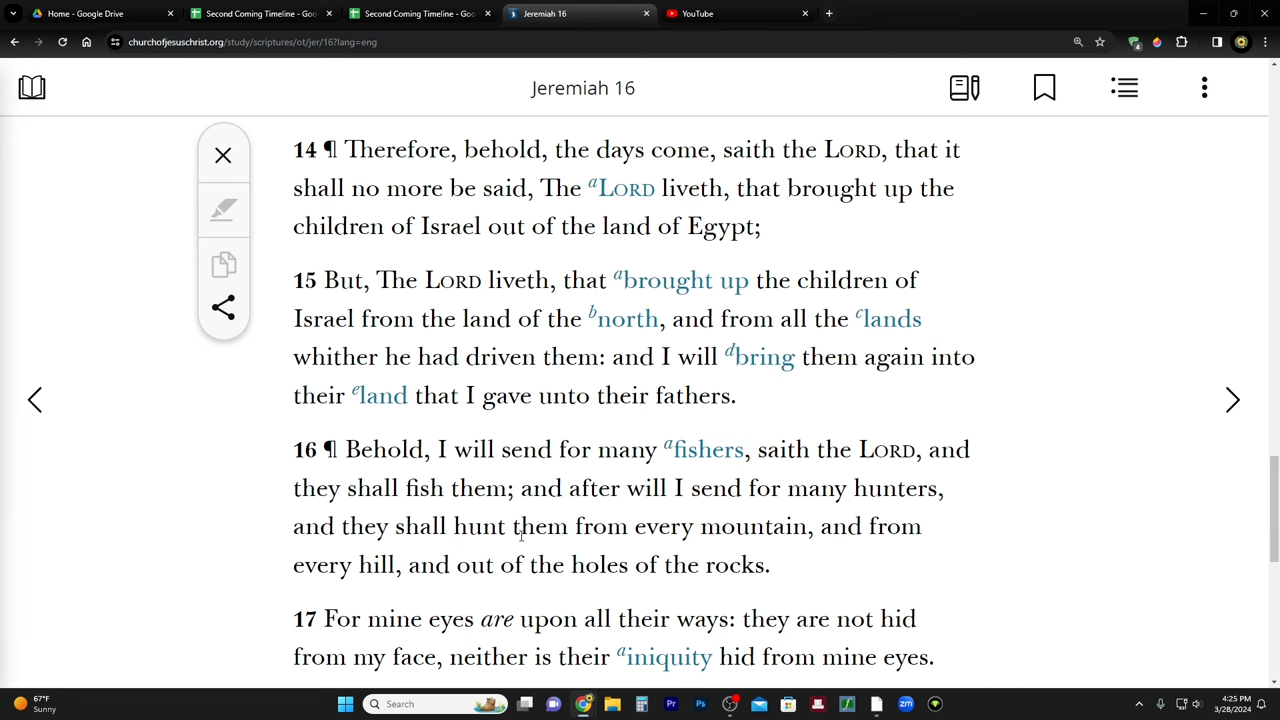 Home - Google Drive
Second Coming Timeline - Goo
Second Coming Timeline - Goo
Jeremiah 16
YouTube
churchofjesuschrist.org/study/scriptures/ot/jer/16?lang=eng
4
Jeremiah 16
14 ¶ Therefore, behold, the days come, saith the LORD, that it
shall no more be said, The aLORD liveth, that brought up the
children of Israel out of the land of Egypt;
15 But, The LORD liveth, that abrought up the children of
Israel from the land of the bnorth, and from all the clands
whither he had driven them: and I will dbring them again into
their eland that I gave unto their fathers.
16 ¶ Behold, I will send for many afishers, saith the LORD, and
they shall fish them; and after will I send for many hunters,
and they shall hunt them from every mountain, and from
every hill, and out of the holes of the rocks.
17 For mine eyes are upon all their ways: they are not hid
from my face, neither is their ainiquity hid from mine eyes.
67°F
Sunny
Search
Pr
Ps
zm
4:25 PM
3/28/2024